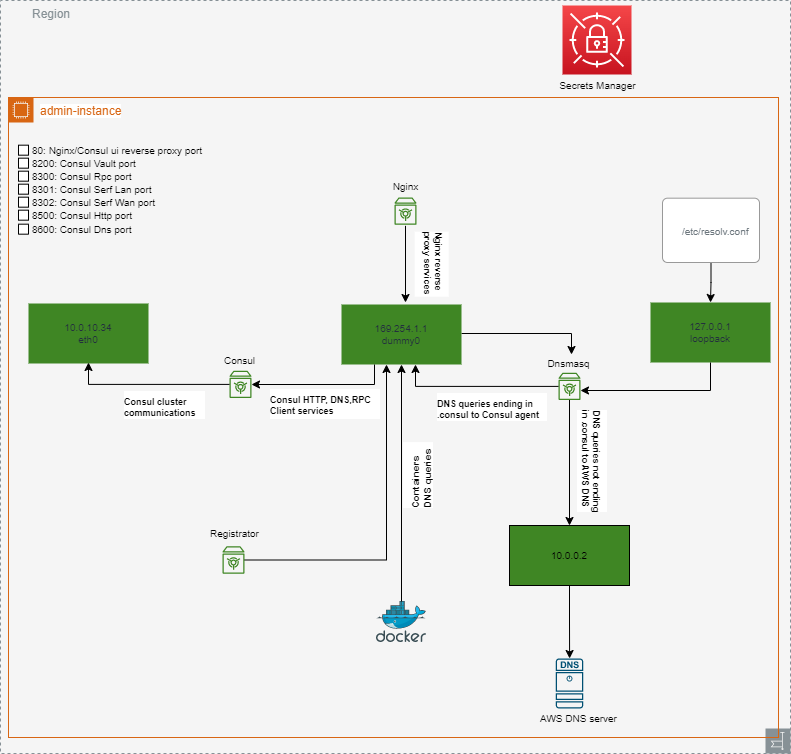 Region
Secrets Manager
admin-instance
80: Nginx/Consul ui reverse proxy port
8200: Consul Vault port
8300: Consul Rpc port
8301: Consul Serf Lan port
8302: Consul Serf Wan port
8500: Consul Http port
8600: Consul Dns port
Nginx
Nginx reverse
proxy services
/etc/resolv.conf
10.0.10.34
eth0
169.254.1.1
dummy0
127.0.0.1
loopback
Consul
Dnsmasq
Consul cluster
communications
Consul HTTP, DNS,RPC
Client services
DNS queries ending in
.consul to Consul agent
DNS queries not ending
in .consul to AWS DNS
Containers
DNS queries
Registrator
10.0.0.2
docker
DNS
AWS DNS server